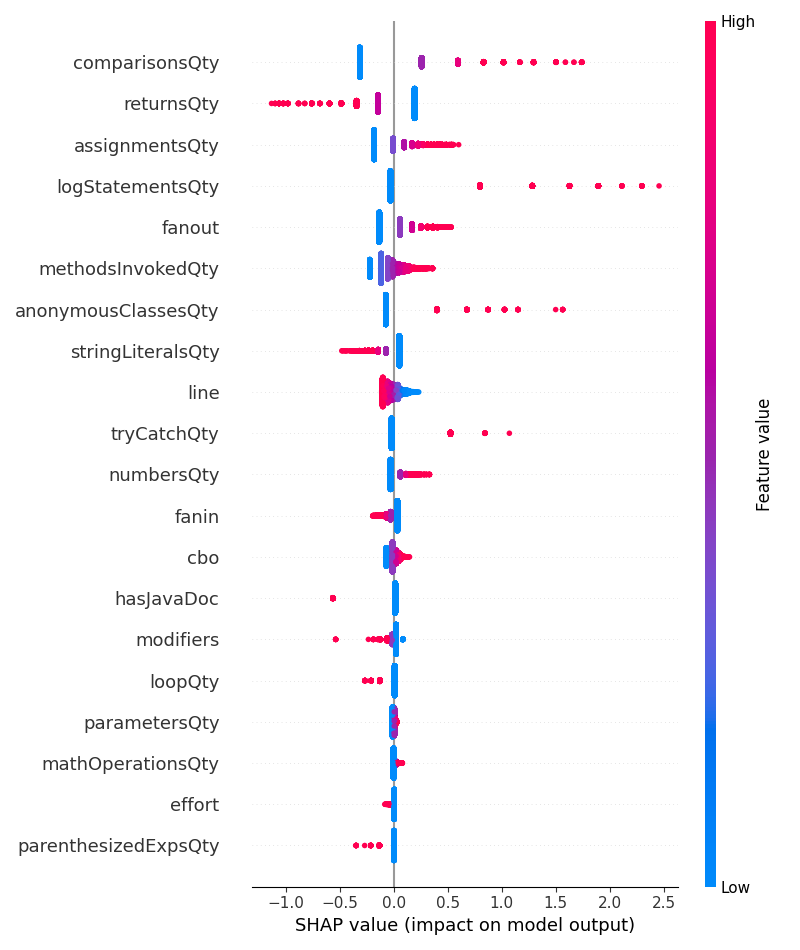 High
comparisonsQty
returnsQty
assignmentsQty
logStatementsQty
fanout
methodsInvokedQty
anonymousClassesQty
stringLiteralsQty
line
tryCatchQty
numbersQty
fanin
cbo
hasJavaDoc
modifiers
loopQty
parametersQty
mathOperationsQty
effort
parenthesizedExpsQty
Feature value
Low
−1.0 −0.5 0.0 0.5 1.0 1.5 2.0 2.5
SHAP value (impact on model output)